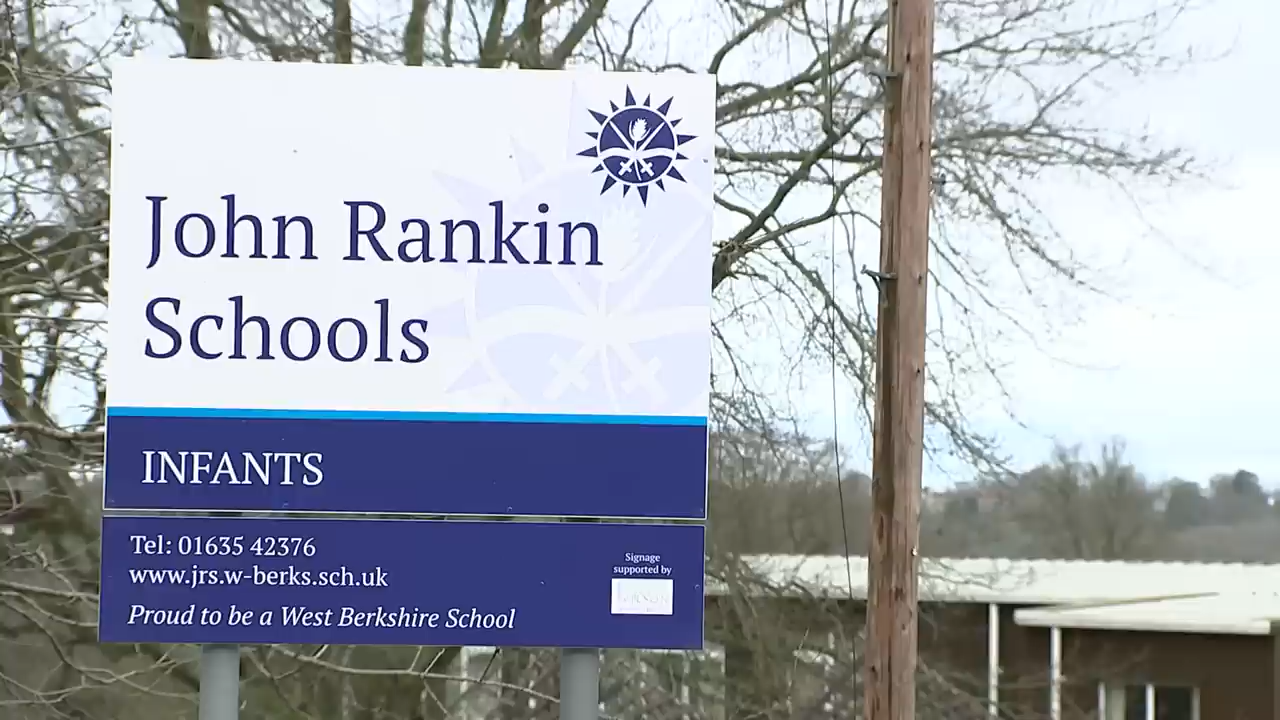 John Rankin
Schools
INFANTS
Tel: 01635 42376
www.jrs.w-berks.sch.uk
Proud to be a West Berkshire School
Signage
supported by